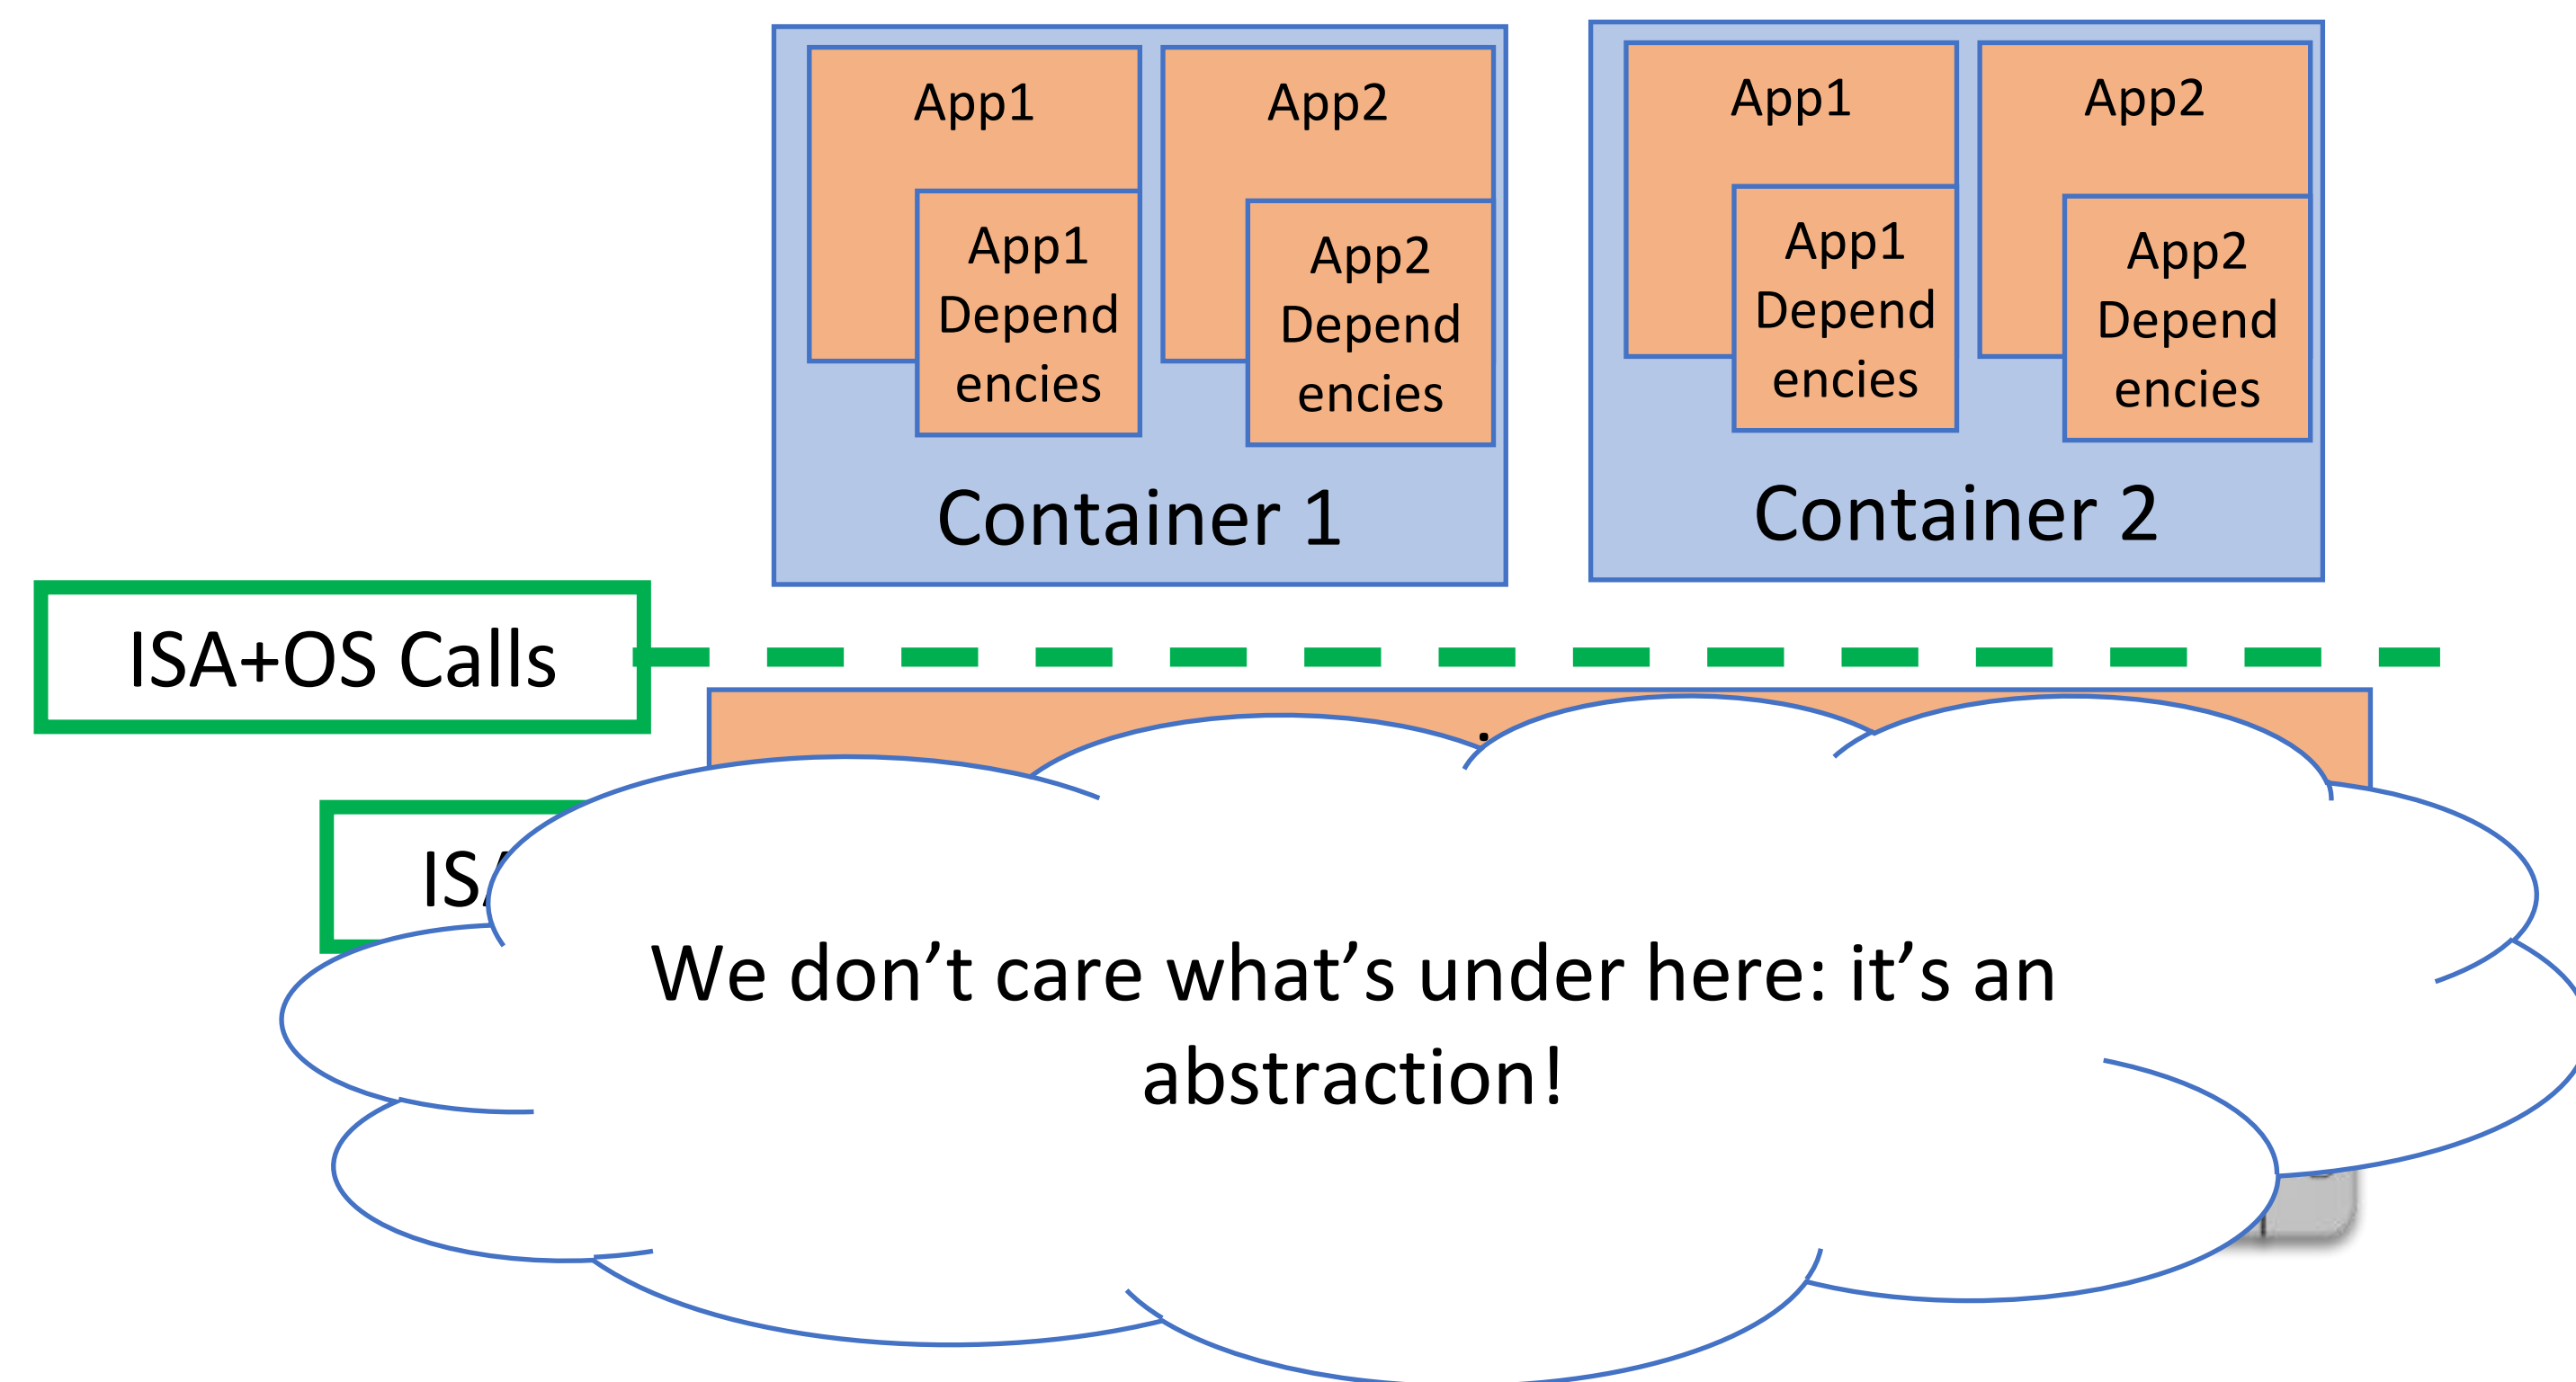 App1
App2
App1
Depend
encies
App2
Depend
encies
Container 1
App1
App2
App1
Depend
encies
App2
Depend
encies
Container 2
ISA+OS Calls
We don’t care what’s under here: it’s an
abstraction!